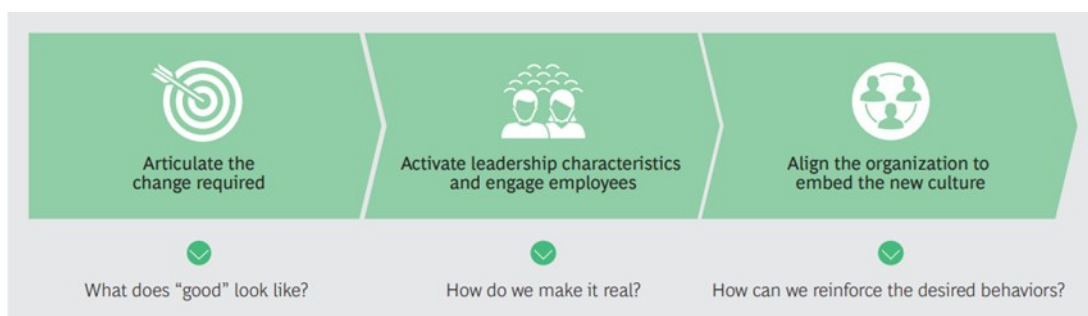 Articulate the
change required
Activate leadership characteristics
and engage employees
Align the organization to
embed the new culture
What does “good” look like?
How do we make it real?
How can we reinforce the desired behaviors?